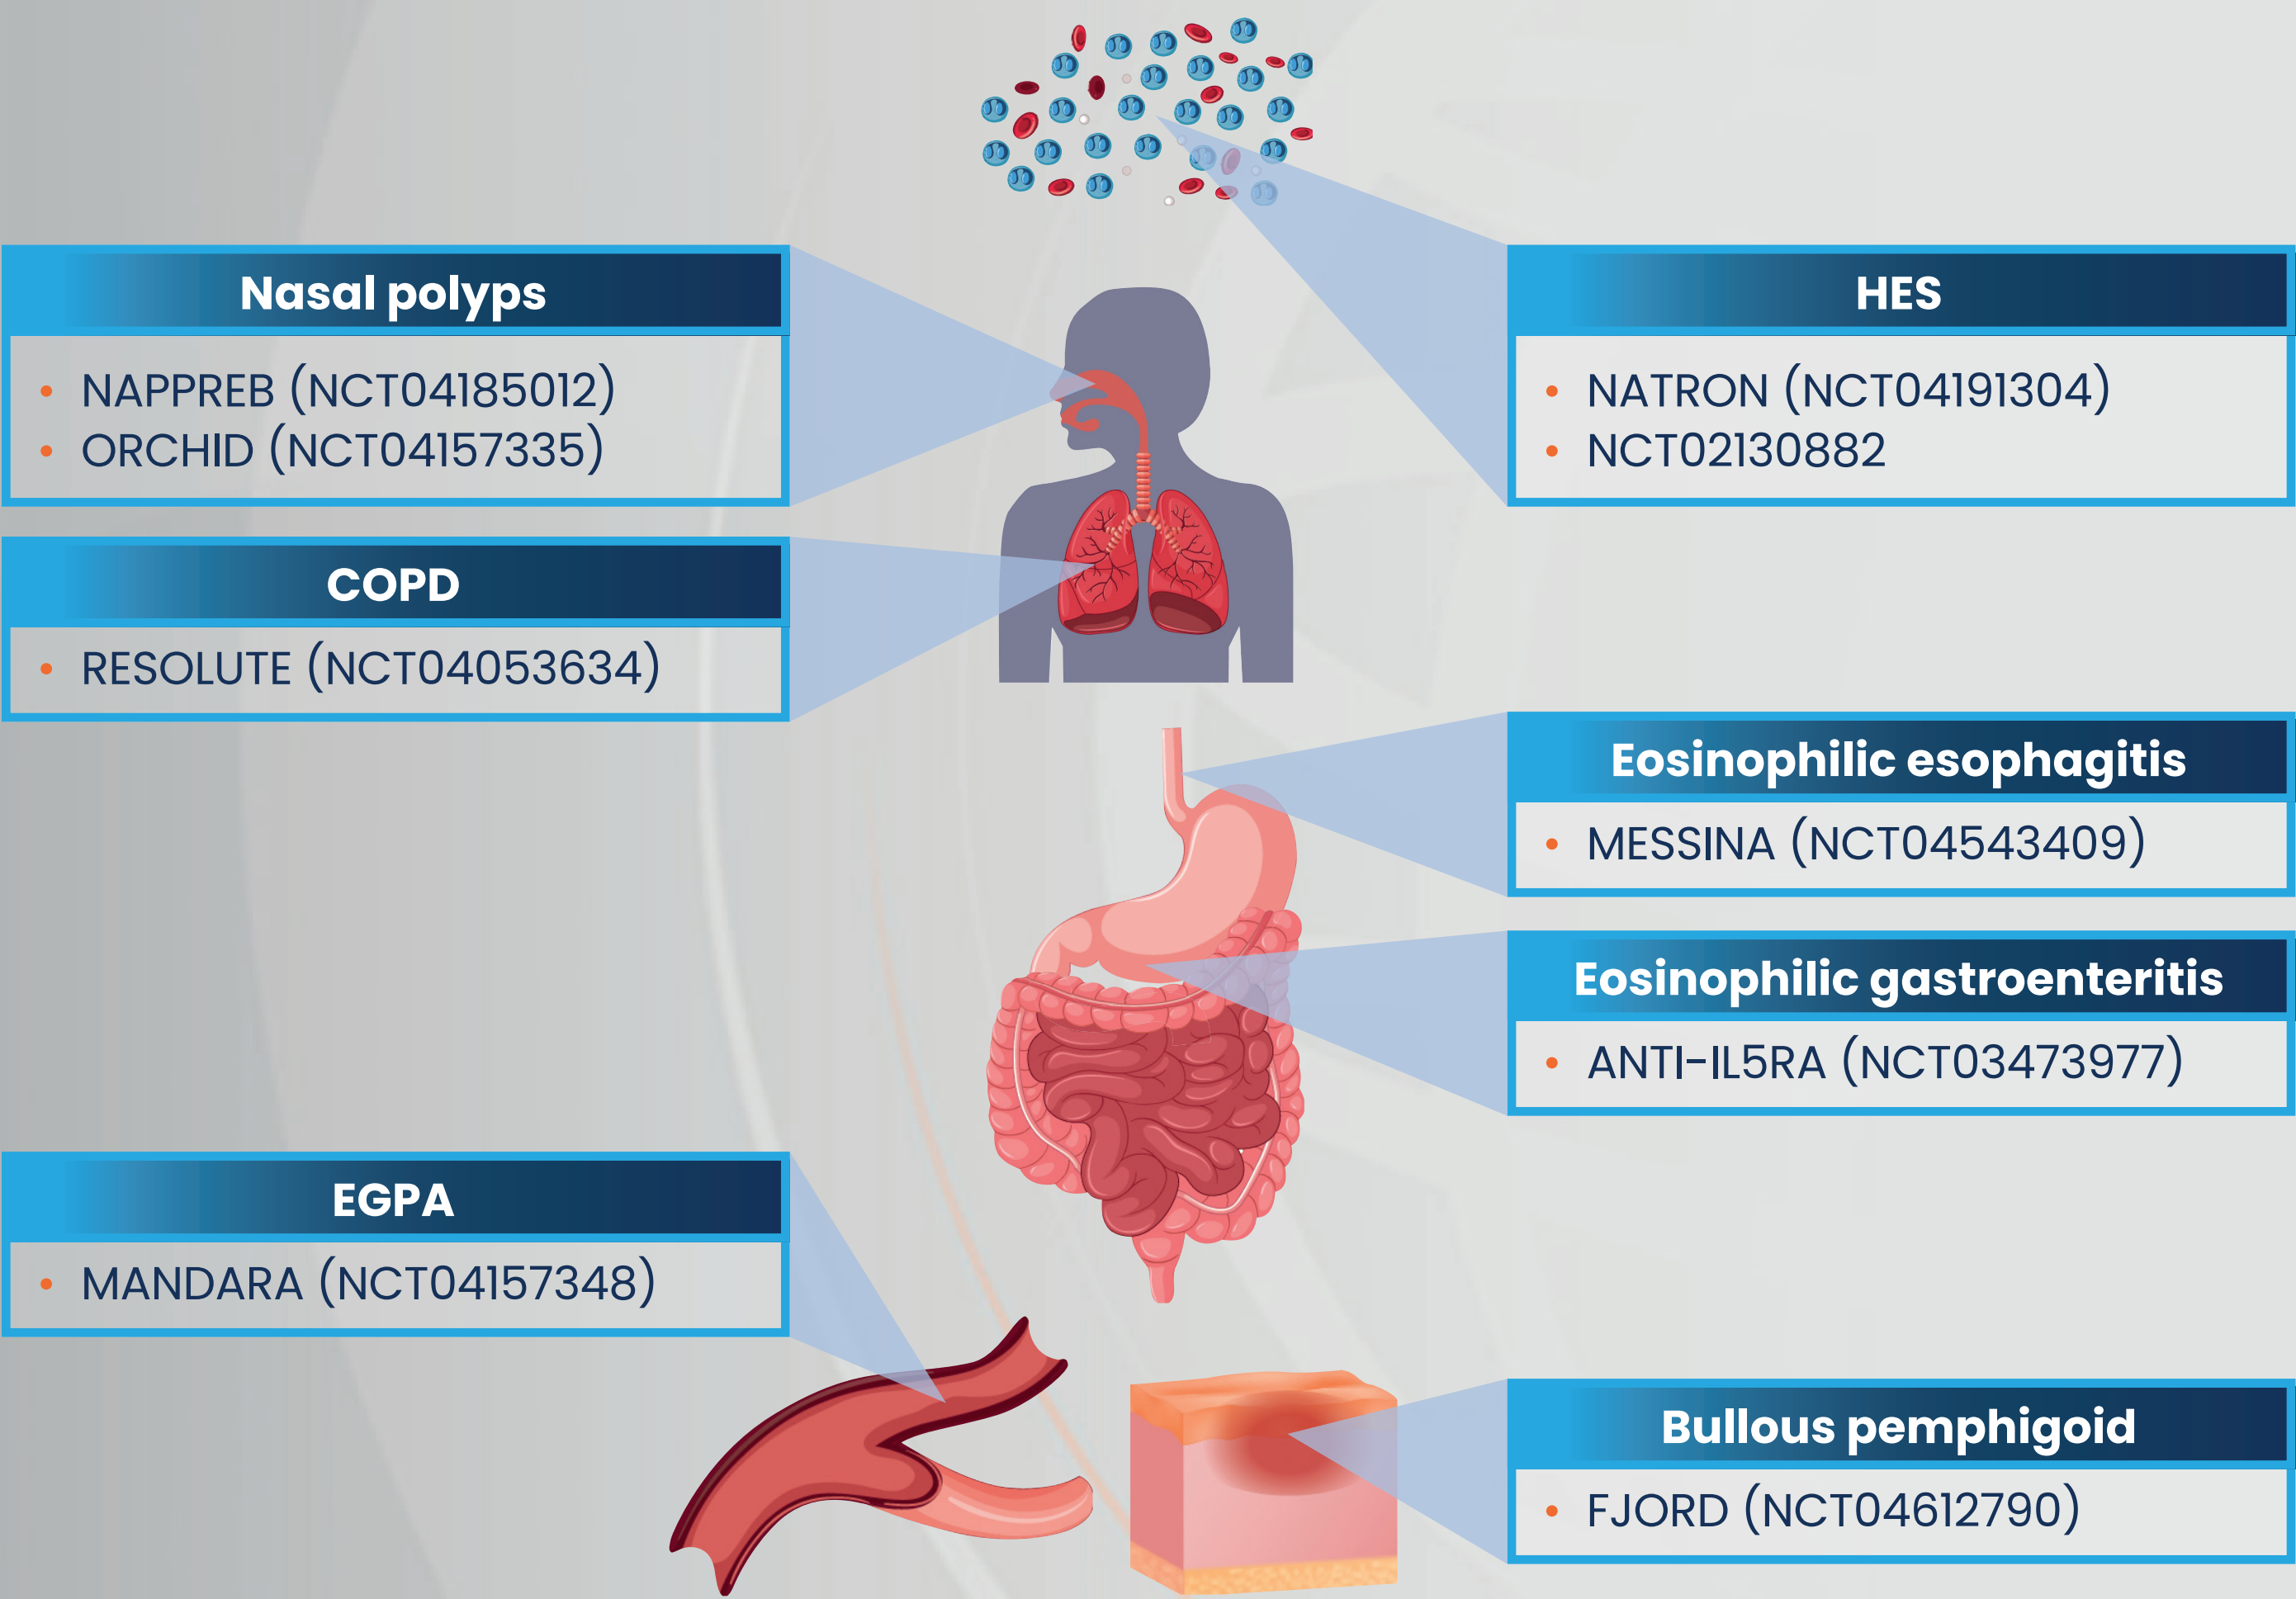 Nasal polyps
• NAPPREB (NCT04185012)
• ORCHID (NCT04157335)
HES
• NATRON (NCT04191304)
• NCT02130882
COPD
• RESOLUTE (NCT04053634)
Eosinophilic esophagitis
• MESSINA (NCT04543409)
Eosinophilic gastroenteritis
• ANTI-IL5RA (NCT03473977)
EGPA
• MANDARA (NCT04157348)
Bullous pemphigoid
• FJORD (NCT04612790)